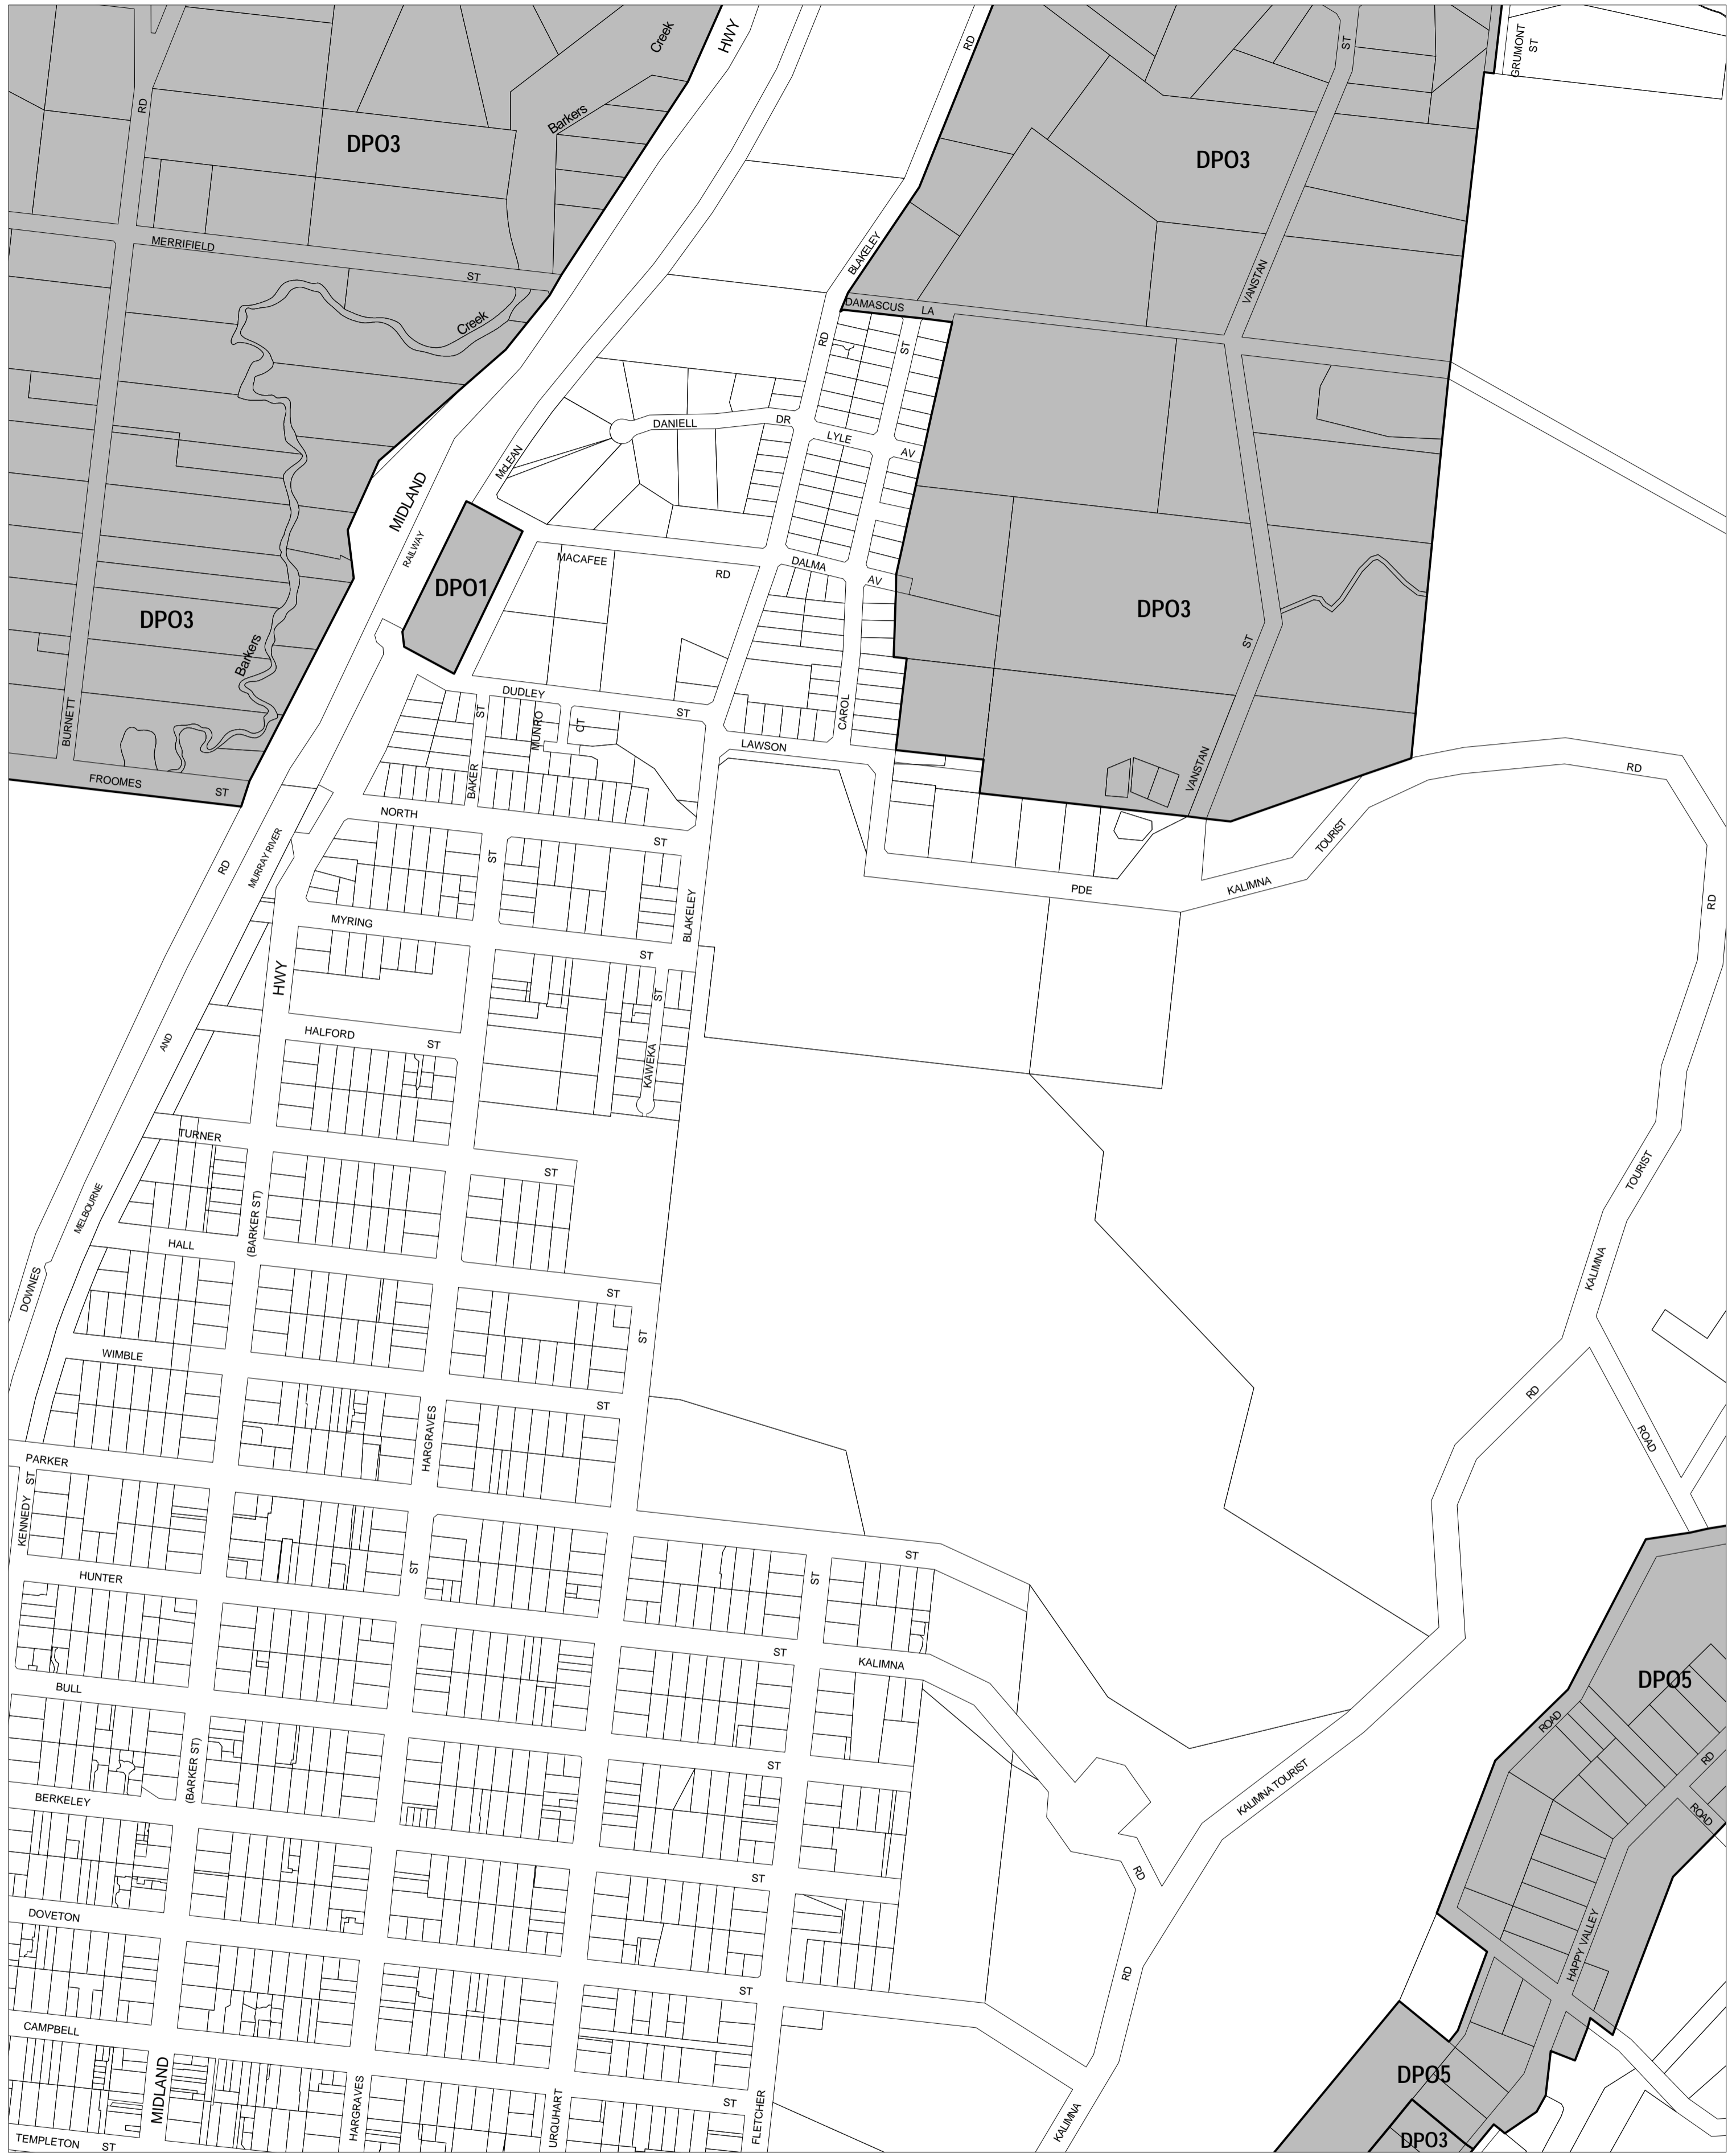 Creek
HWY
RD
ST
GRUMONT
ST
RD
DPO3
Barkers
DPO3
MERRIFIELD
ST
BLAKELEY
VANSTAN
DAMASCUS LA
Creek
RD
ST
DANIELL
DR
LYLE
AV
McLEAN
MIDLAND
RAILWAY
MACAFEE
RD
DALMA
AV
DPO1
DPO3
DPO3
Barkers
ST
BURNETT
DUDLEY
ST
ST
MUNRO
CT
CAROL
LAWSON
BAKER
VANSTAN
RD
FROOMES
ST
NORTH
ST
ST
TOURIST
RD
MURRAY RIVER
PDE
KALIMNA
RD
MYRING
ST
BLAKELEY
HWY
ST
HALFORD
ST
AND
KAWEKA
TURNER
ST
TOURIST
MELBOURNE
(BARKER ST)
HALL
KALIMNA
DOWNES
ST
ST
WIMBLE
RD
ST
HARGRAVES
ROAD
PARKER
ST
KENNEDY
ST
ST
ST
HUNTER
ST
KALIMNA
BULL
DPO5
ROAD
RD
(BARKER ST)
ST
KALIMNA TOURIST
BERKELEY
ROAD
ST
RD
DOVETON
HAPPY VALLEY
RD
ST
CAMPBELL
MIDLAND
DPO5
HARGRAVES
URQUHART
ST
FLETCHER
KALIMNA
DPO3
TEMPLETON ST